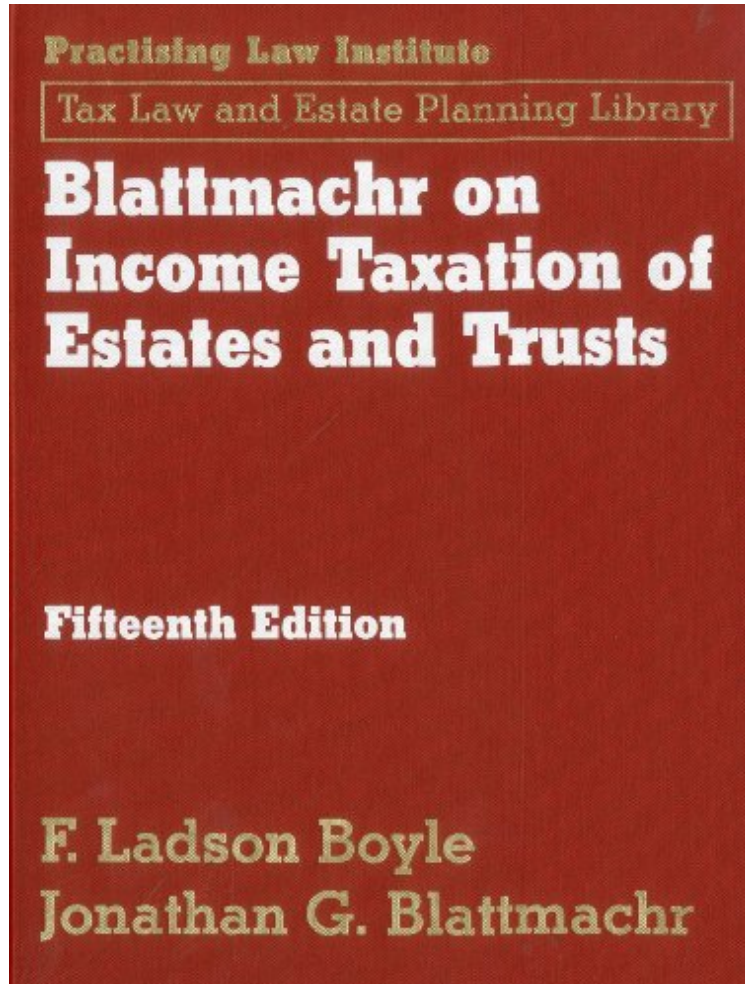 Practising Law Institute
Tax Law and Estate Planning Library
Blattmachr on
Income Taxation of
Estates and Trusts
Fifteenth Edition
F. Ladson Boyle
Jonathan G. Blattmachr